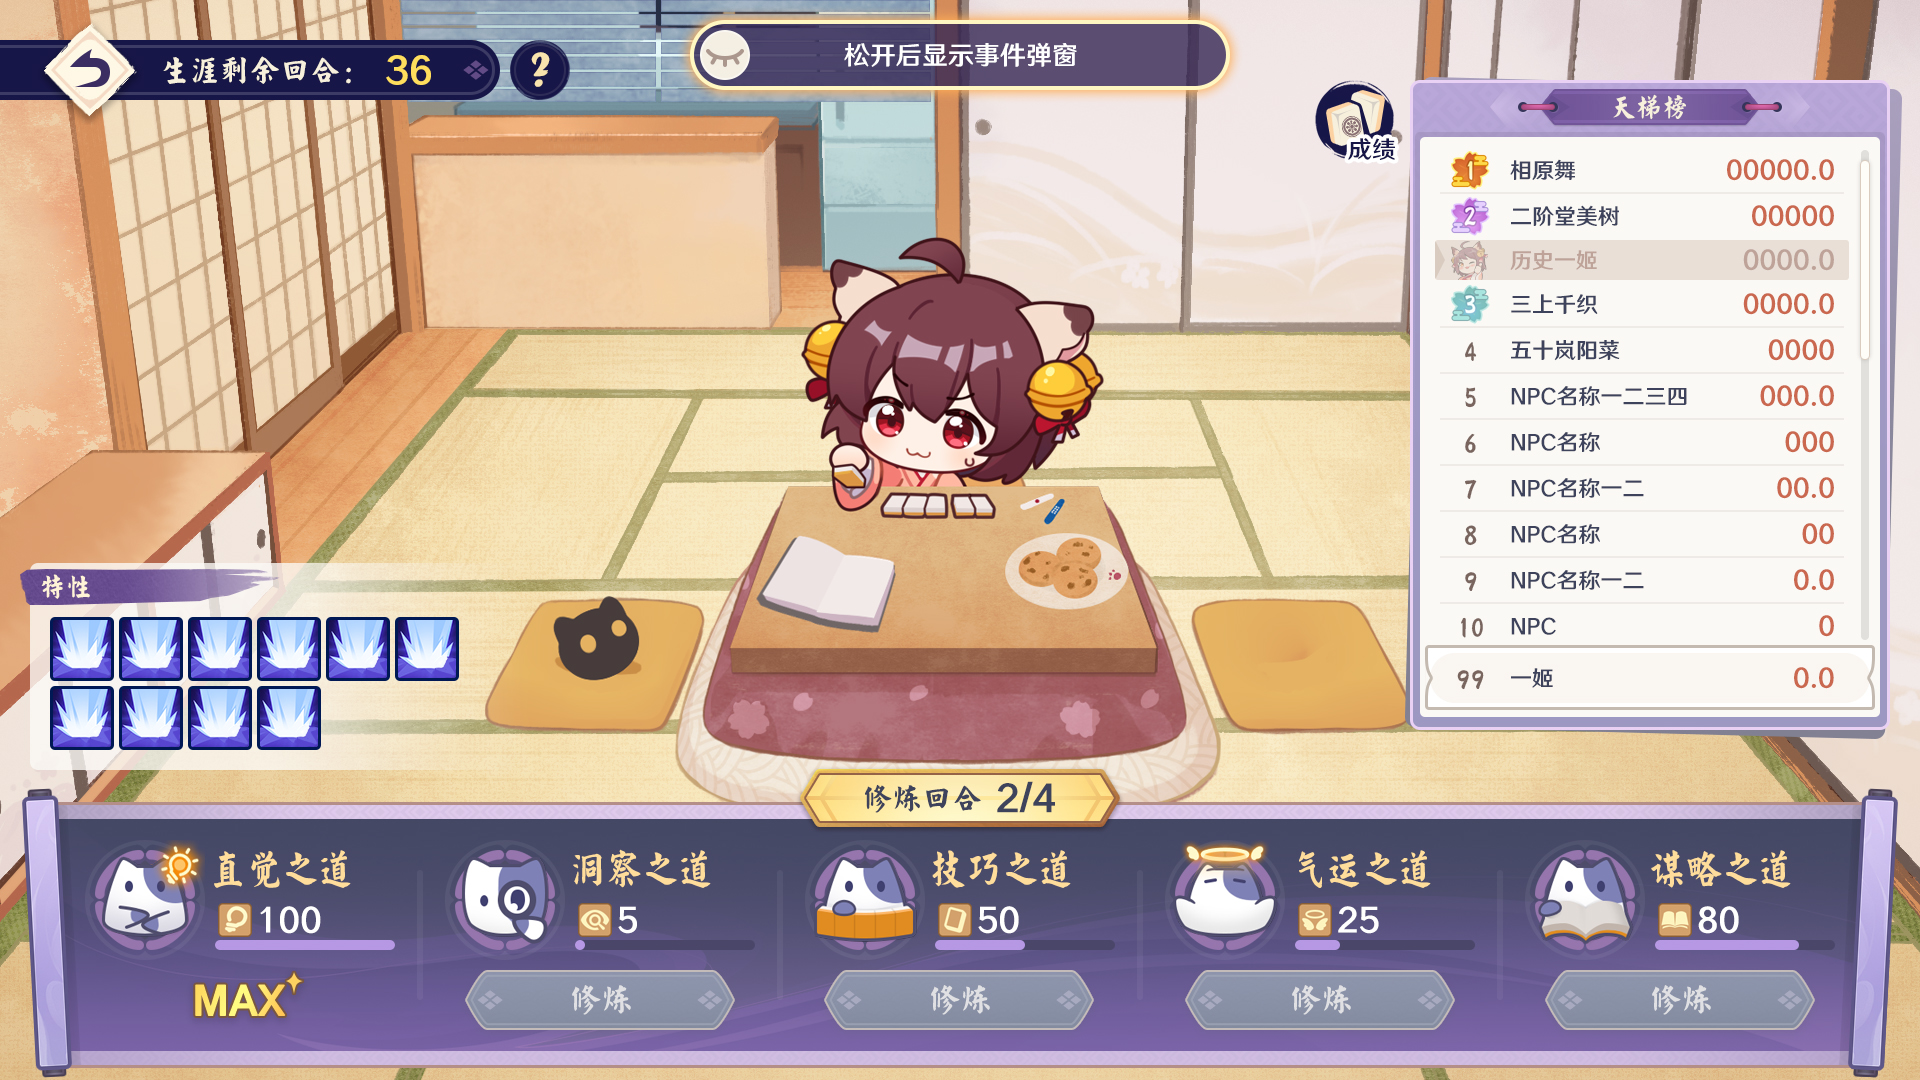 生涯剩余回合： 36
?
松开后显示事件弹窗
成绩
天梯榜
1 相原舞 00000.0
2 二阶堂美树 00000
历史一姬 0000.0
3 三上千织 0000.0
4 五十岚阳菜 0000
5 NPC名称一二三四 000.0
6 NPC名称 000
7 NPC名称一二 00.0
8 NPC名称 00
9 NPC名称一二 0.0
10 NPC 0
99 一姬 0.0
特性
修炼回合 2/4
直觉之道
100
MAX
洞察之道
5
修炼
技巧之道
50
修炼
气运之道
25
修炼
谋略之道
80
修炼